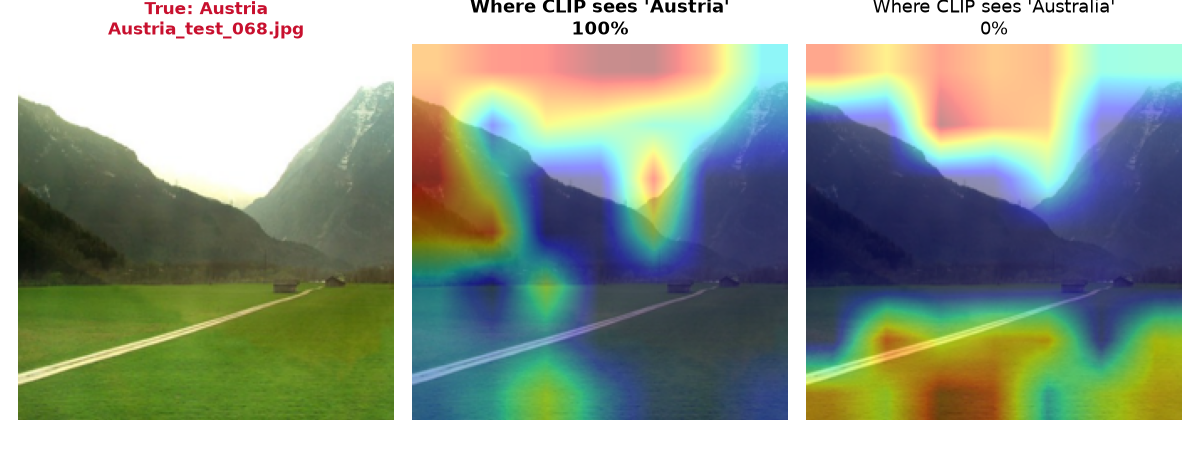 True: Austria
Austria_test_068.jpg
Where CLIP sees 'Austria'
100%
Where CLIP sees 'Australia'
0%